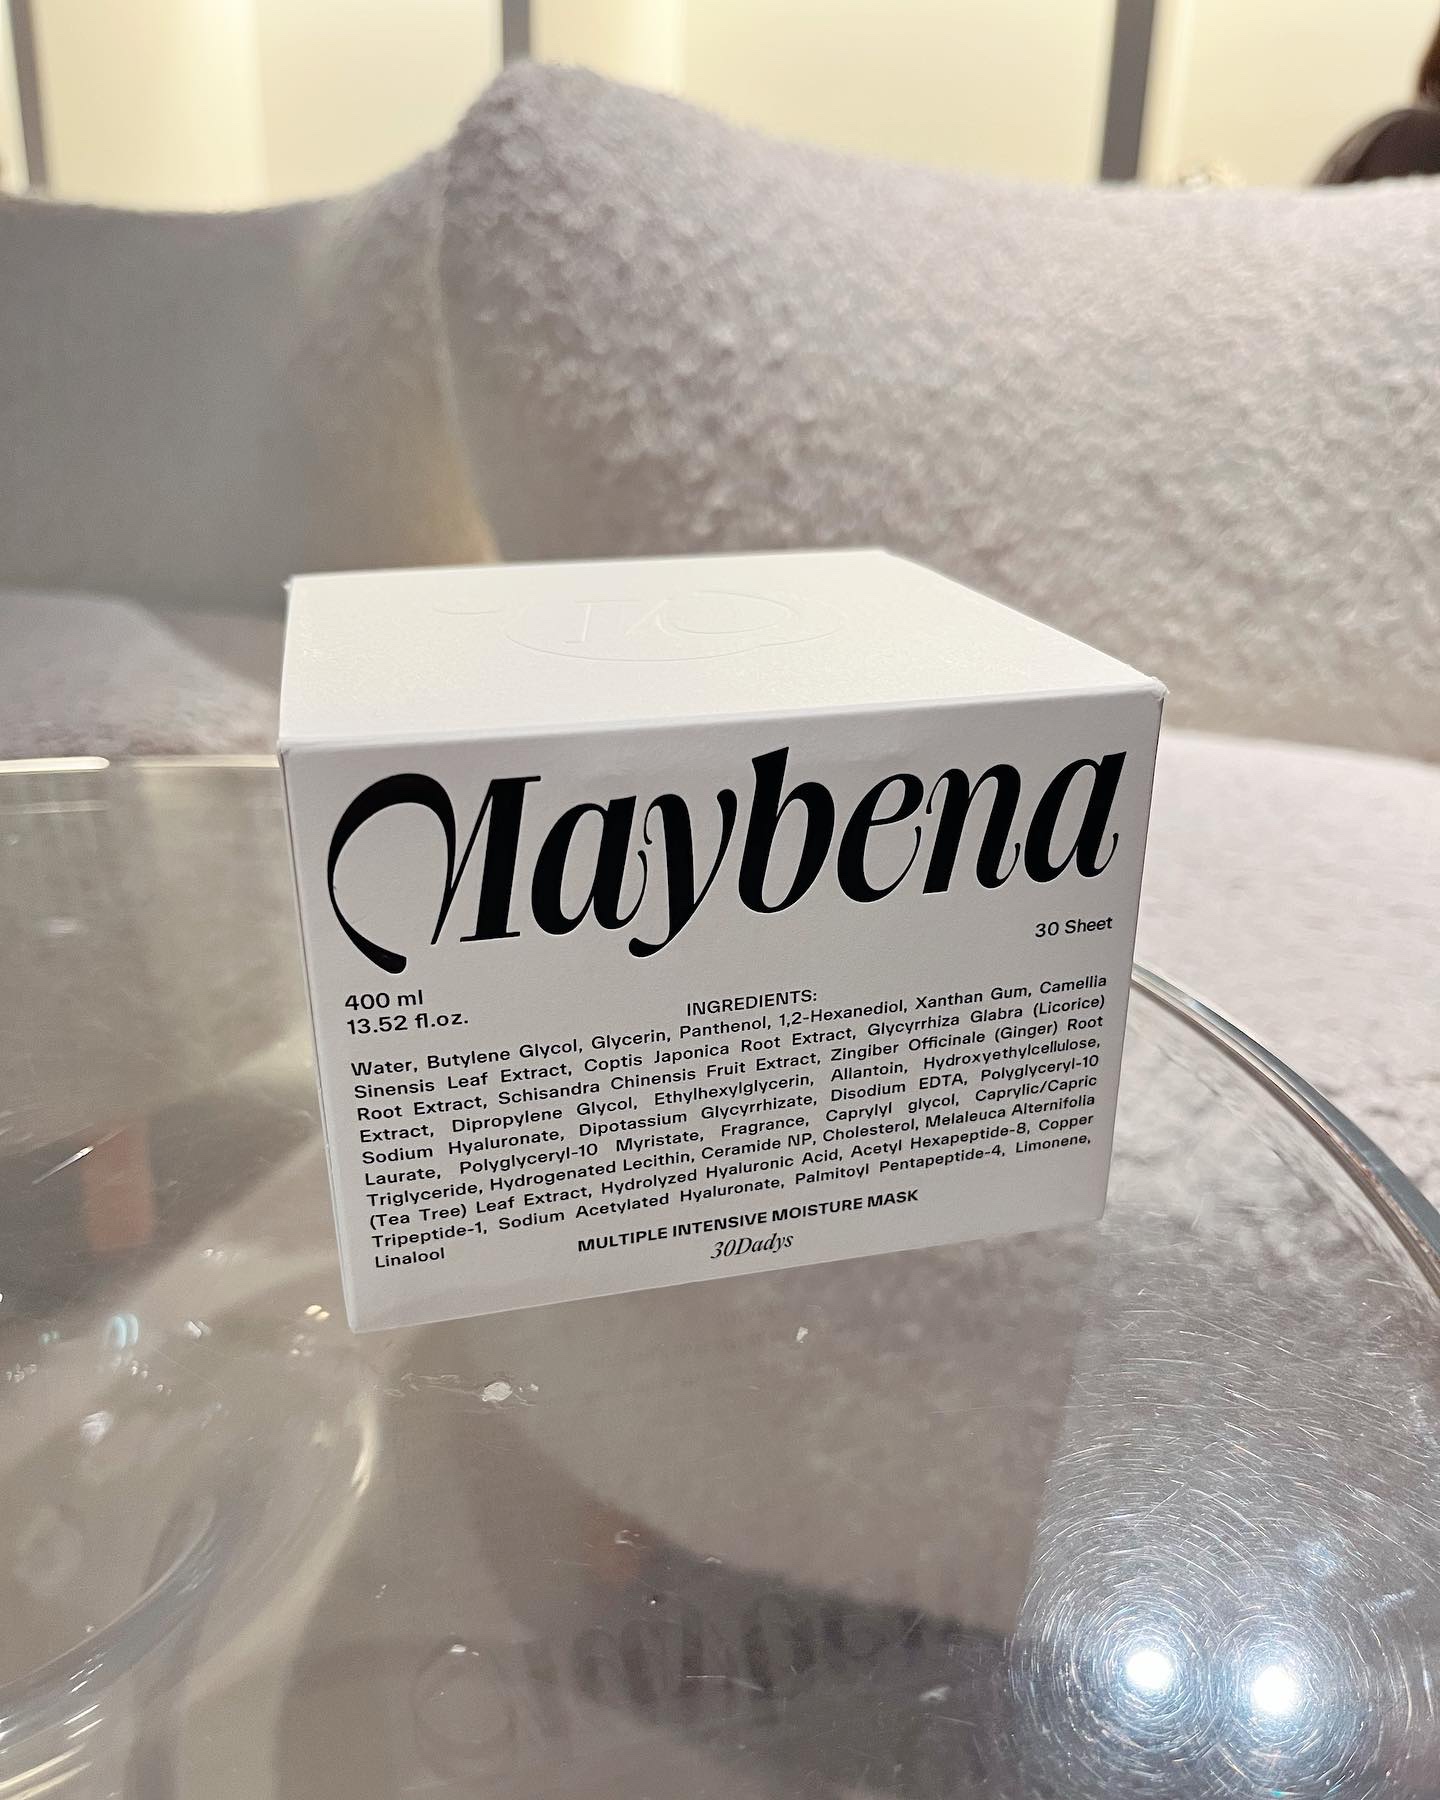 Maybena
30 Sheet
400 ml
13.52 fl.oz.
INGREDIENTS:
Water, Butylene Glycol, Glycerin, Panthenol, 1,2-Hexanediol, Xanthan Gum, Camellia
Sinensis Leaf Extract, Coptis Japonica Root Extract, Glycyrrhiza Glabra (Licorice)
Root Extract, Schisandra Chinensis Fruit Extract, Zingiber Officinale (Ginger) Root
Extract, Dipropylene Glycol, Ethylhexylglycerin, Allantoin, Hydroxyethylcellulose,
Sodium Hyaluronate, Dipotassium Glycyrrhizate, Disodium EDTA, Polyglyceryl-10
Laurate, Polyglyceryl-10 Myristate, Fragrance, Caprylyl glycol, Caprylic/Capric
Triglyceride, Hydrogenated Lecithin, Ceramide NP, Cholesterol, Melaleuca Alternifolia
(Tea Tree) Leaf Extract, Hydrolyzed Hyaluronic Acid, Acetyl Hexapeptide-8, Copper
Tripeptide-1, Sodium Acetylated Hyaluronate, Palmitoyl Pentapeptide-4, Limonene,
Linalool
MULTIPLE INTENSIVE MOISTURE MASK
30Dadys